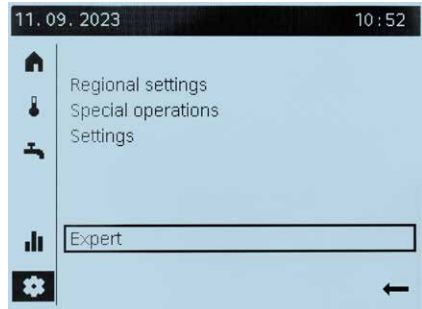 11. 09. 2023 10:52
Regional settings
Special operations
Settings
Expert